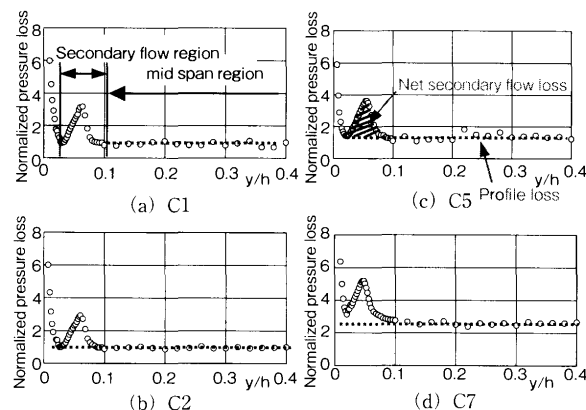 Normalized pressure loss
8
6
4
2
0
Secondary flow region
mid span region
0 0.1 0.2 0.3 0.4
y/h
(a) C1
Normalized pressure loss
8
6
4
2
0
Net secondary flow loss
0 0.1 0.2 0.3 0.4
y/h
(c) C5
Profile loss
Normalized pressure loss
8
6
4
2
0
0 0.1 0.2 0.3 0.4
y/h
(b) C2
Normalized pressure loss
8
6
4
2
0
0 0.1 0.2 0.3 0.4
y/h
(d) C7